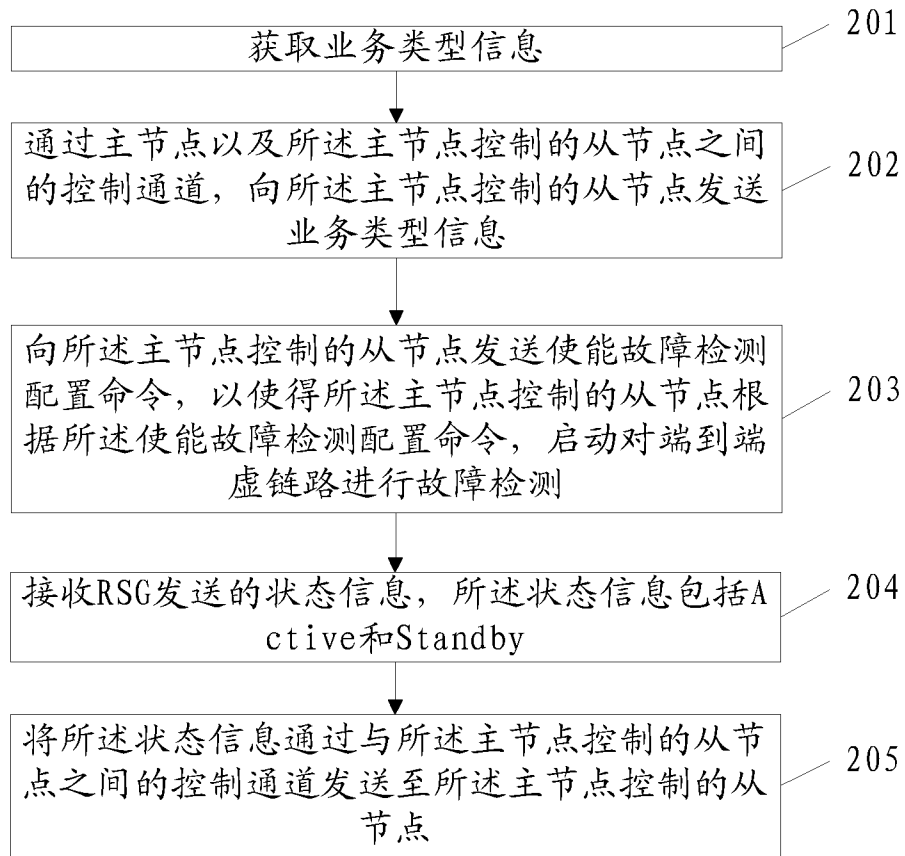 获取业务类型信息
201
通过主节点以及所述主节点控制的从节点之间
的控制通道，向所述主节点控制的从节点发送
业务类型信息
202
向所述主节点控制的从节点发送使能故障检测
配置命令，以使得所述主节点控制的从节点根
据所述使能故障检测配置命令，启动对端到端
虚链路进行故障检测
203
接收RSG发送的状态信息，所述状态信息包括A
ctive和Standby
204
将所述状态信息通过与所述主节点控制的从节
点之间的控制通道发送至所述主节点控制的从
节点
205